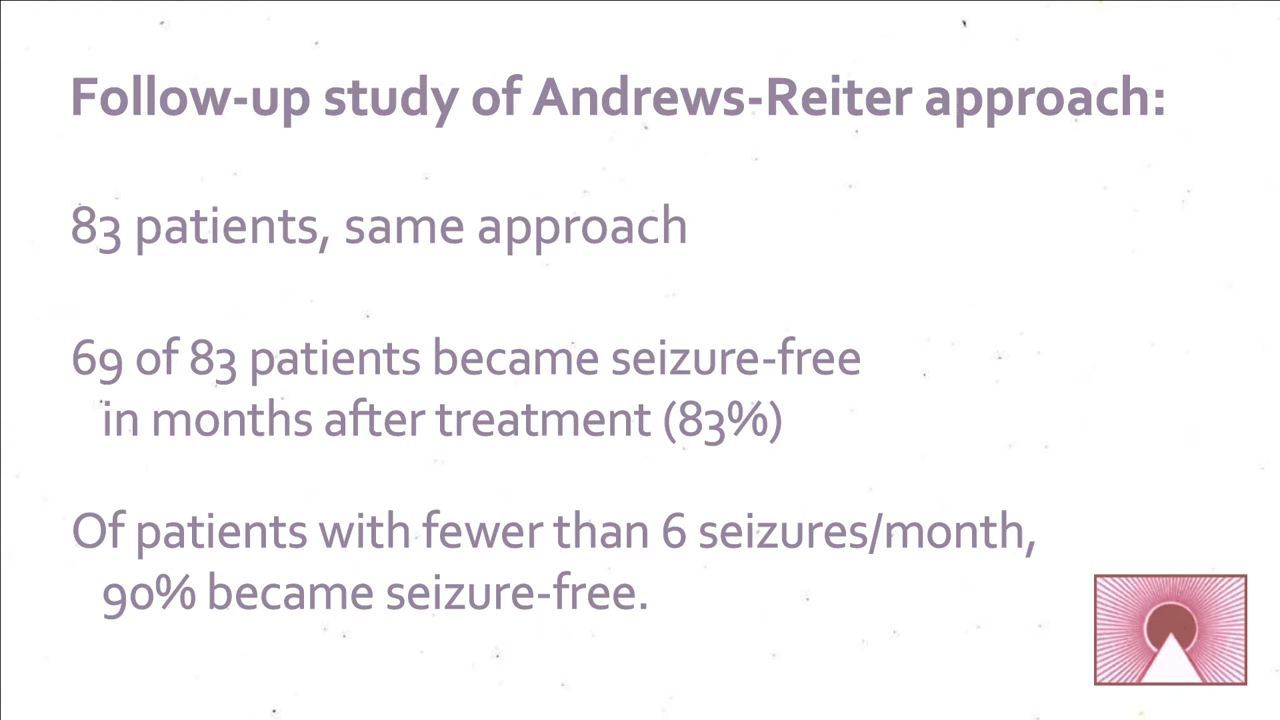 Follow-up study of Andrews-Reiter approach:
83 patients, same approach
69 of 83 patients became seizure-free
in months after treatment (83%)
Of patients with fewer than 6 seizures/month,
90% became seizure-free.